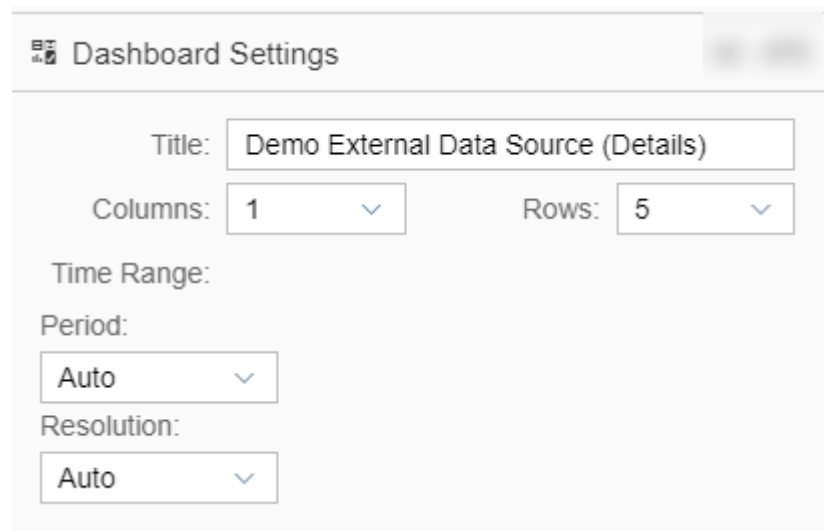 Dashboard Settings
Title: Demo External Data Source (Details)
Columns: 1 Rows: 5
Time Range:
Period:
Auto
Resolution:
Auto